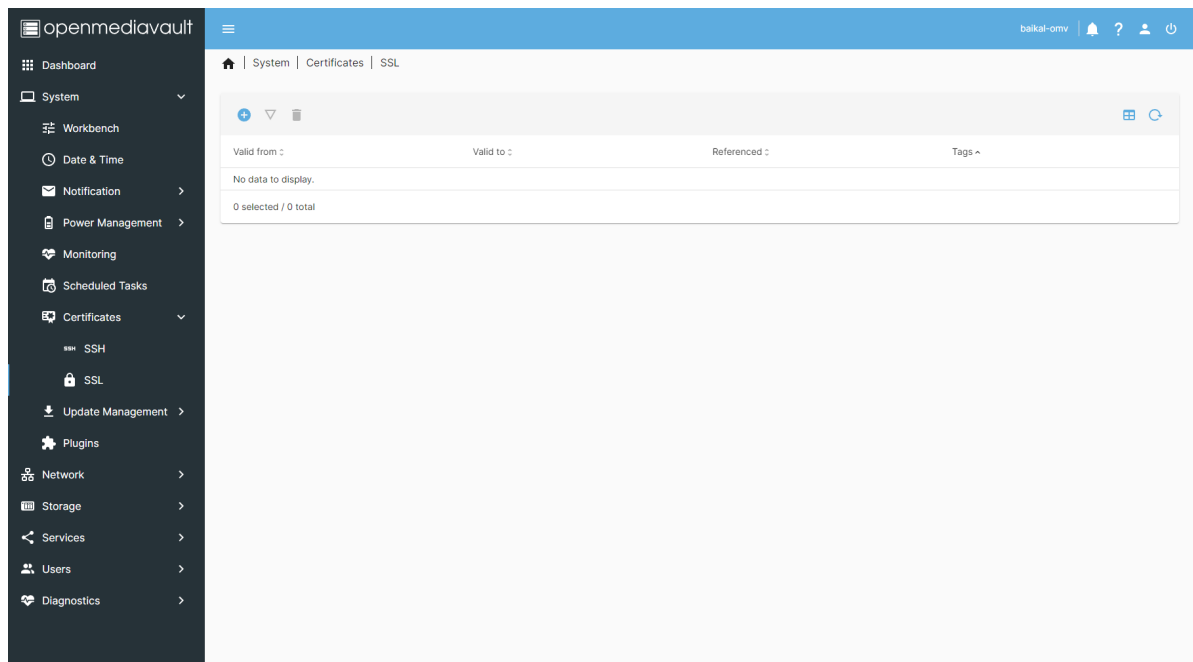 openmediavault
baikal-omv
Dashboard
System
Workbench
Date & Time
Notification
Power Management
Monitoring
Scheduled Tasks
Certificates
SSH SSH
SSL
Update Management
Plugins
Network
Storage
Services
Users
Diagnostics
System | Certificates | SSL
Valid from Valid to Referenced Tags
No data to display.
0 selected / 0 total